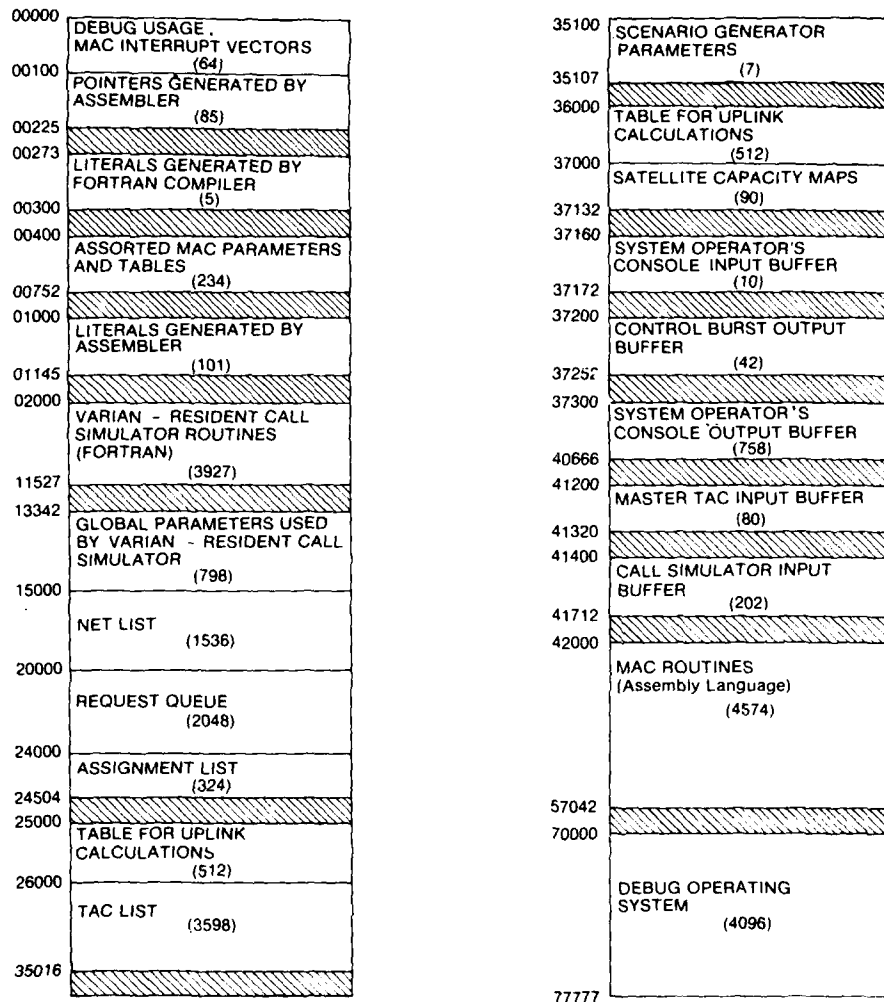 00000
DEBUG USAGE,
MAC INTERRUPT VECTORS
(64)
00100
POINTERS GENERATED BY
ASSEMBLER
(85)
00225
00273
LITERALS GENERATED BY
FORTRAN COMPILER
(5)
00300
00400
ASSORTED MAC PARAMETERS
AND TABLES
(234)
00752
01000
LITERALS GENERATED BY
ASSEMBLER
(101)
01145
02000
VARIAN - RESIDENT CALL
SIMULATOR ROUTINES
(FORTRAN)
(3927)
11527
13342
GLOBAL PARAMETERS USED
BY VARIAN - RESIDENT CALL
SIMULATOR
(798)
15000
NET LIST
(1536)
20000
REQUEST QUEUE
(2048)
24000
ASSIGNMENT LIST
(324)
24504
25000
TABLE FOR UPLINK
CALCULATIONS
(512)
26000
TAC LIST
(3598)
35016
35100
SCENARIO GENERATOR
PARAMETERS
(7)
35107
36000
TABLE FOR UPLINK
CALCULATIONS
(512)
37000
SATELLITE CAPACITY MAPS
(90)
37132
37160
SYSTEM OPERATOR'S
CONSOLE INPUT BUFFER
(10)
37172
37200
CONTROL BURST OUTPUT
BUFFER
(42)
37252
37300
SYSTEM OPERATOR'S
CONSOLE OUTPUT BUFFER
(758)
40666
41200
MASTER TAC INPUT BUFFER
(80)
41320
41400
CALL SIMULATOR INPUT
BUFFER
(202)
41712
42000
MAC ROUTINES
(Assembly Language)
(4574)
57042
70000
DEBUG OPERATING
SYSTEM
(4096)
77777